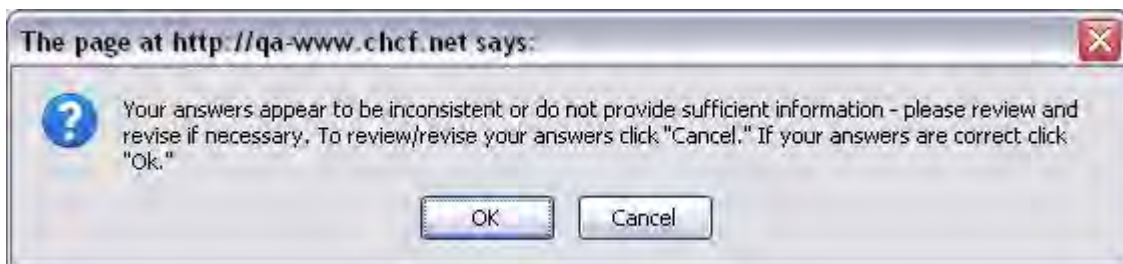 The page at http://qa-www.chcf.net says:
Your answers appear to be inconsistent or do not provide sufficient information - please review and
revise if necessary. To review/revise your answers click "Cancel." If your answers are correct click
"Ok."
OK Cancel